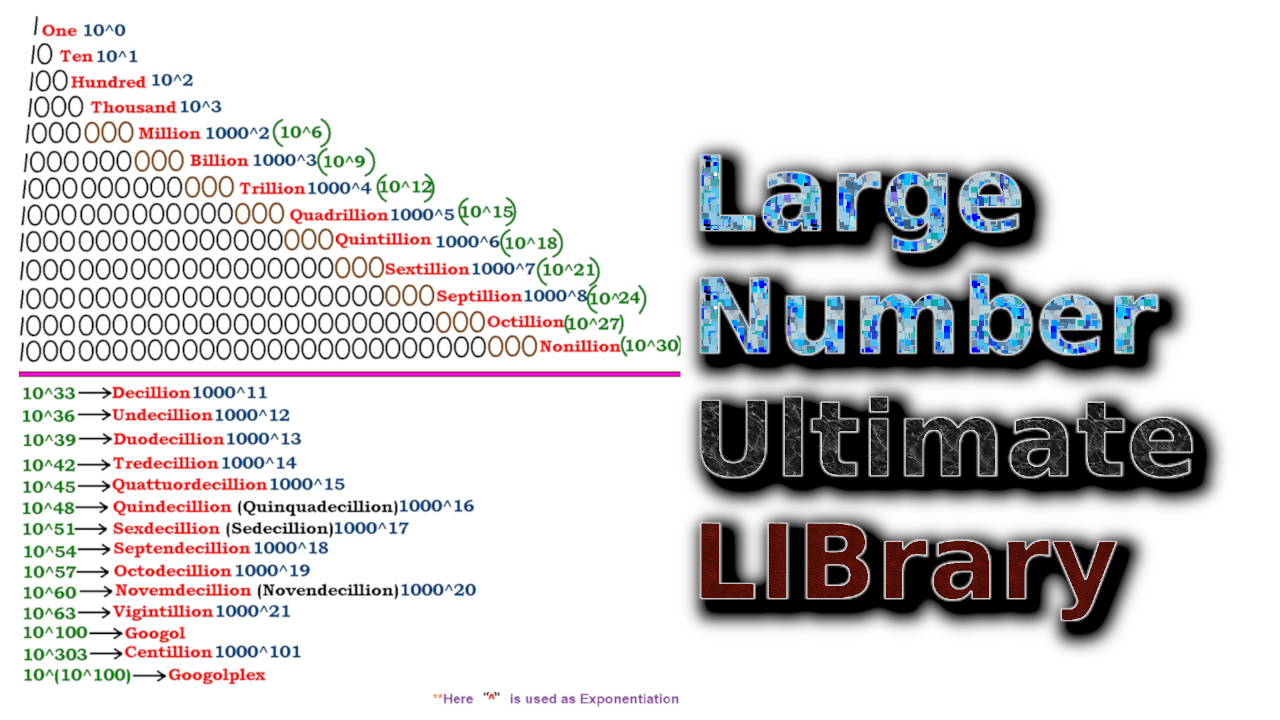 1 One 10^0
10 Ten 10^1
100 Hundred 10^2
1000 Thousand 10^3
1000000 Million 1000^2 (10^6)
1000000000 Billion 1000^3 (10^9)
1000000000000 Trillion 1000^4 (10^12)
1000000000000000 Quadrillion 1000^5 (10^15)
1000000000000000000 Quintillion 1000^6 (10^18)
1000000000000000000000 Sextillion 1000^7 (10^21)
1000000000000000000000000 Septillion 1000^8 (10^24)
1000000000000000000000000000 Octillion (10^27)
1000000000000000000000000000000 Nonillion (10^30)
10^33 → Decillion 1000^11
10^36 → Undecillion 1000^12
10^39 → Duodecillion 1000^13
10^42 → Tredecillion 1000^14
10^45 → Quattuordecillion 1000^15
10^48 → Quindecillion (Quinquadecillion) 1000^16
10^51 → Sexdecillion (Sedecillion) 1000^17
10^54 → Septendecillion 1000^18
10^57 → Octodecillion 1000^19
10^60 → Novemdecillion (Novendecillion) 1000^20
10^63 → Vigintillion 1000^21
10^100 → Googol
10^303 → Centillion 1000^101
10^(10^100) → Googolplex
**Here "^" is used as Exponentiation
Large
Number
Ultimate
LIBrary